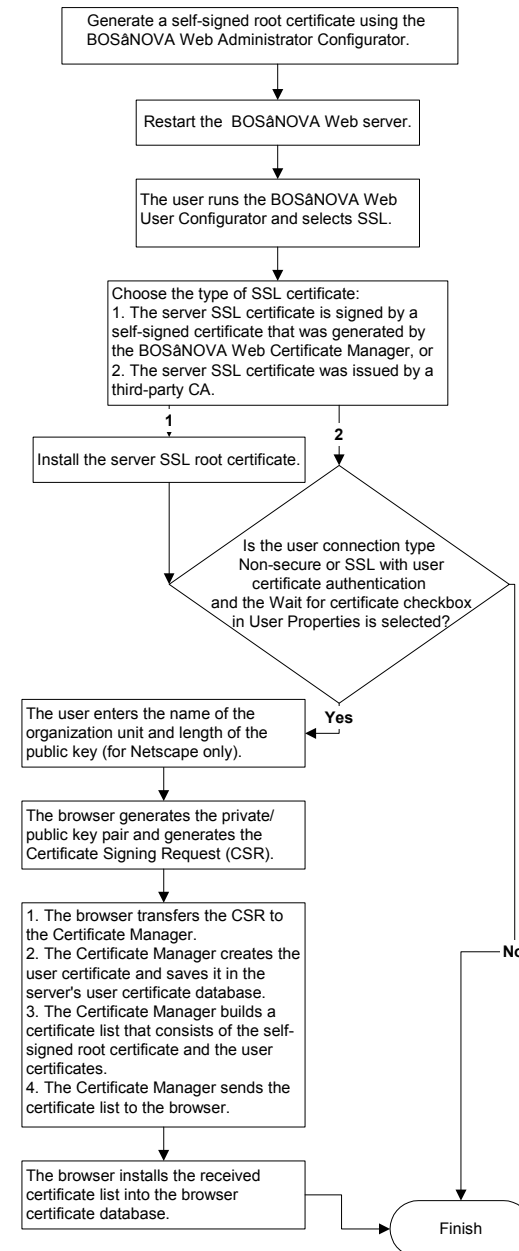 Generate a self-signed root certificate using the
BOSâNOVA Web Administrator Configurator.
Restart the BOSâNOVA Web server.
The user runs the BOSâNOVA Web
User Configurator and selects SSL.
Choose the type of SSL certificate:
1. The server SSL certificate is signed by a
self-signed certificate that was generated by
the BOSâNOVA Web Certificate Manager, or
2. The server SSL certificate was issued by a
third-party CA.
1
2
Install the server SSL root certificate.
Is the user connection type
Non-secure or SSL with user
certificate authentication
and the Wait for certificate checkbox
in User Properties is selected?
Yes
The user enters the name of the
organization unit and length of the
public key (for Netscape only).
The browser generates the private/
public key pair and generates the
Certificate Signing Request (CSR).
1. The browser transfers the CSR to
the Certificate Manager.
2. The Certificate Manager creates the
user certificate and saves it in the
server's user certificate database.
3. The Certificate Manager builds a
certificate list that consists of the self-
signed root certificate and the user
certificates.
4. The Certificate Manager sends the
certificate list to the browser.
No
The browser installs the received
certificate list into the browser
certificate database.
Finish